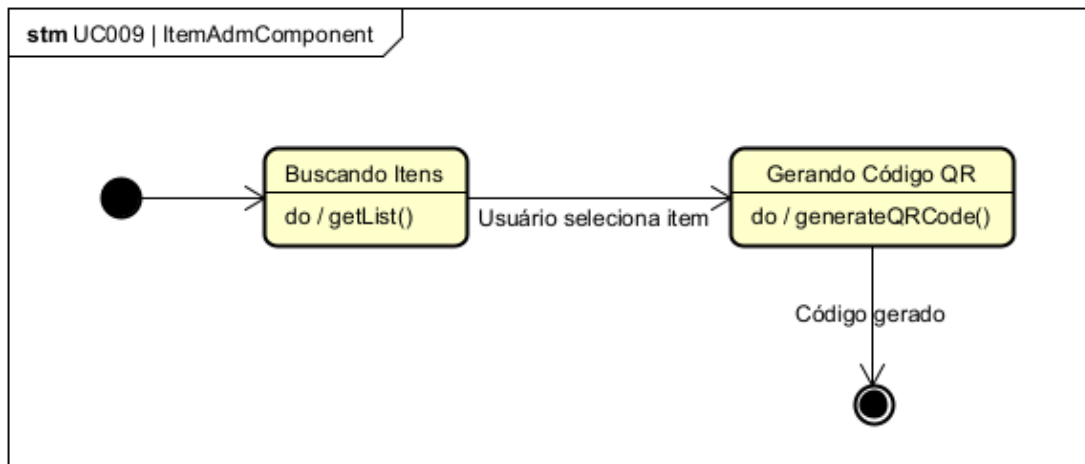 stm UC009 | ItemAdmComponent
Buscando Itens
do / getList()
Usuário seleciona item
Gerando Código QR
do / generateQRCode()
Código gerado